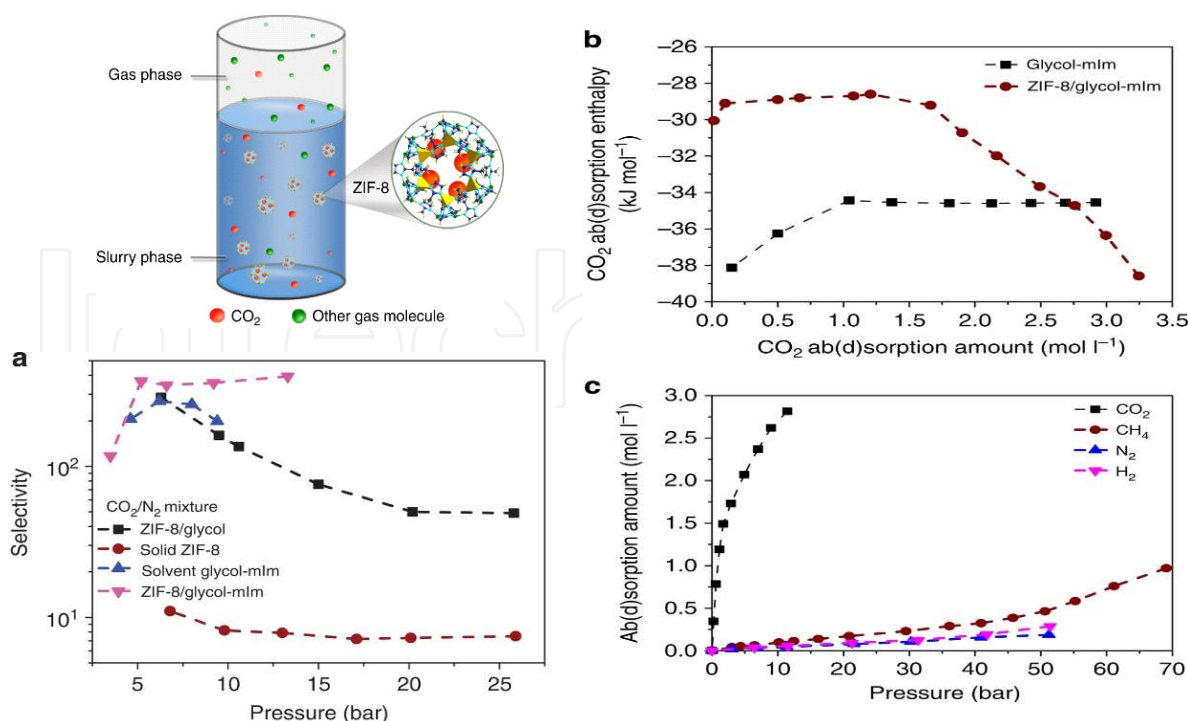 Gas phase
Slurry phase
ZIF-8
CO₂ Other gas molecule
a
Selectivity
10²
10¹
CO₂/N₂ mixture
ZIF-8/glycol
Solid ZIF-8
Solvent glycol-mIm
ZIF-8/glycol-mIm
5 10 15 20 25
Pressure (bar)
b
CO₂ ab(d)sorption enthalpy
(kJ mol⁻¹)
−26
−28
−30
−32
−34
−36
−38
−40
Glycol-mIm
ZIF-8/glycol-mIm
0.0 0.5 1.0 1.5 2.0 2.5 3.0 3.5
CO₂ ab(d)sorption amount (mol l⁻¹)
c
Ab(d)sorption amount (mol l⁻¹)
3.0
2.5
2.0
1.5
1.0
0.5
0.0
CO₂
CH₄
N₂
H₂
0 10 20 30 40 50 60 70
Pressure (bar)